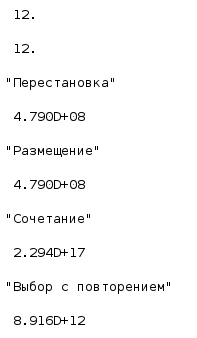 12.
12.
"Перестановка"
4.790D+08
"Размещение"
4.790D+08
"Сочетание"
2.294D+17
"Выбор с повторением"
8.916D+12